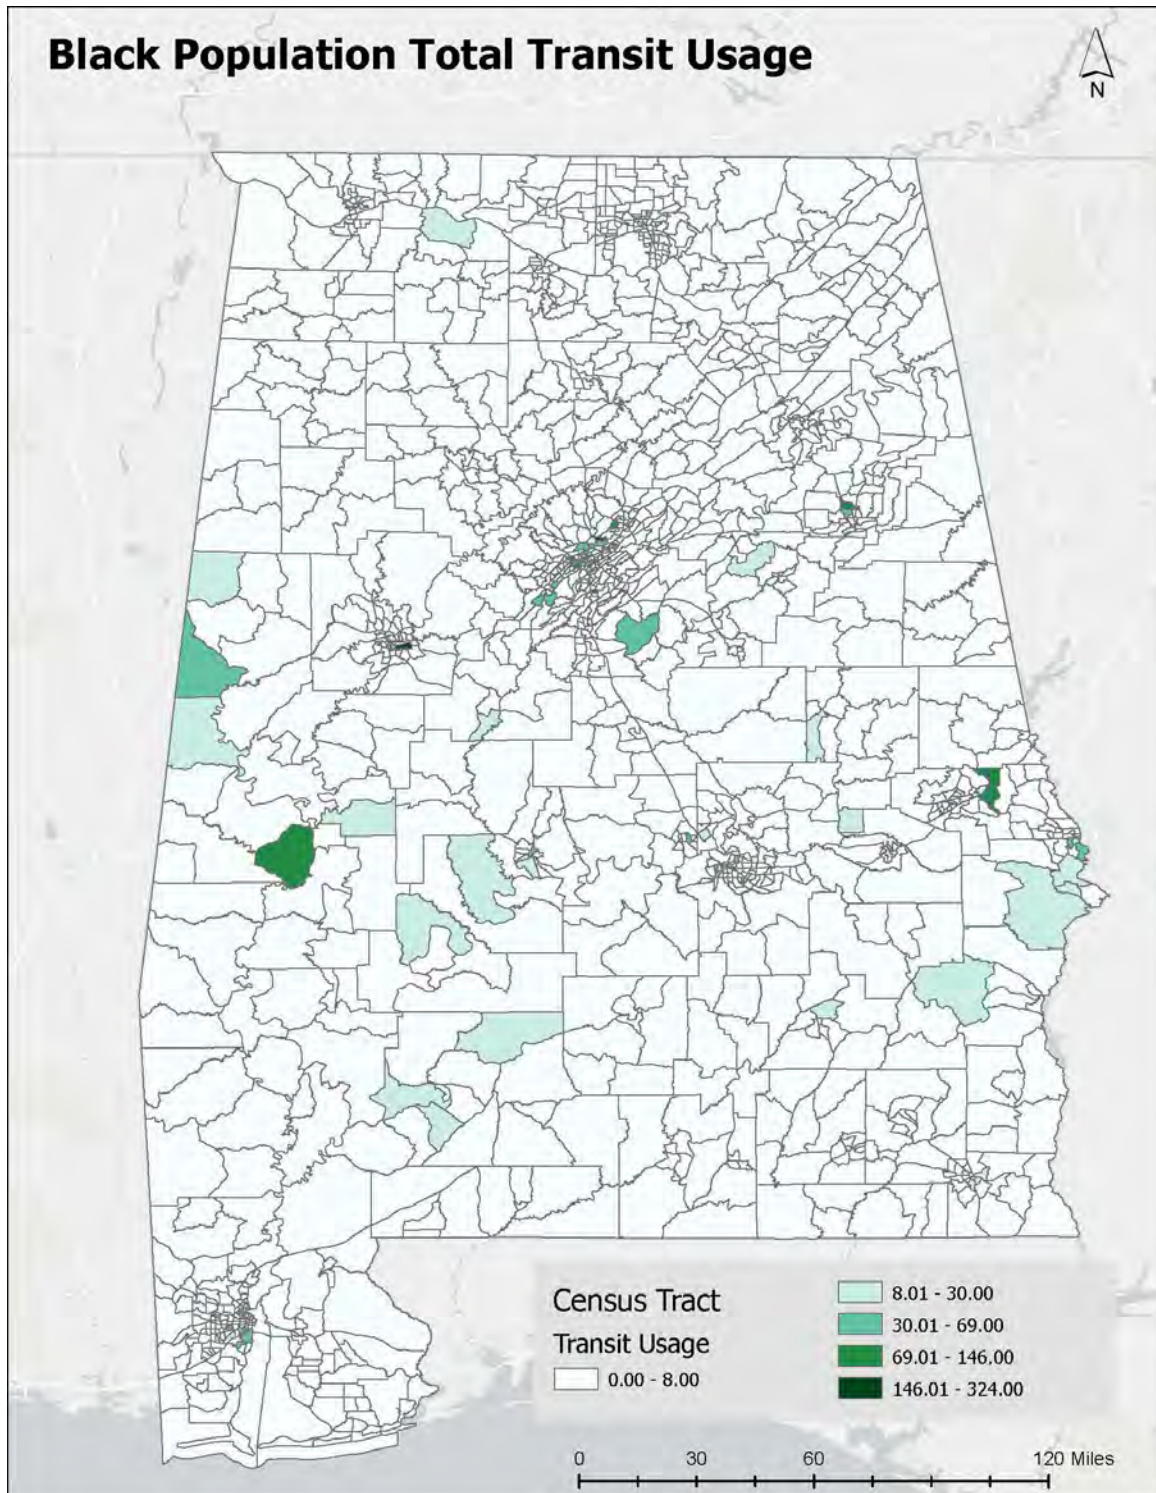 Black Population Total Transit Usage
N
Census Tract
Transit Usage
0.00 - 8.00
8.01 - 30.00
30.01 - 69.00
69.01 - 146.00
146.01 - 324.00
0 30 60 120 Miles